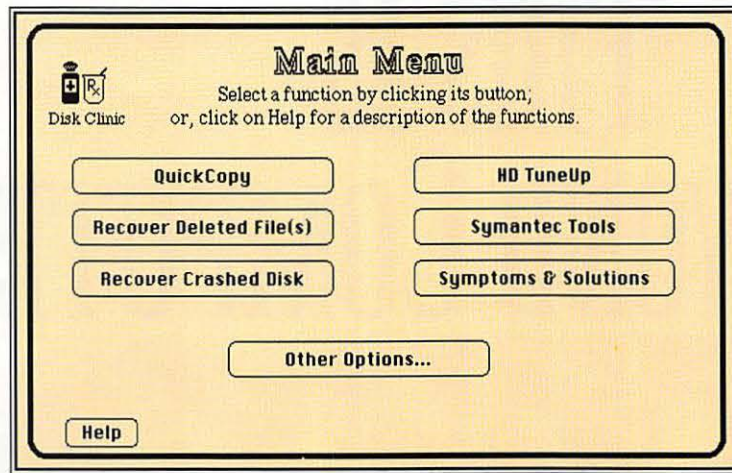 Main Menu
Select a function by clicking its button;
or, click on Help for a description of the functions.
Disk Clinic
QuickCopy
HD TuneUp
Recover Deleted File(s)
Symantec Tools
Recover Crashed Disk
Symptoms & Solutions
Other Options...
Help